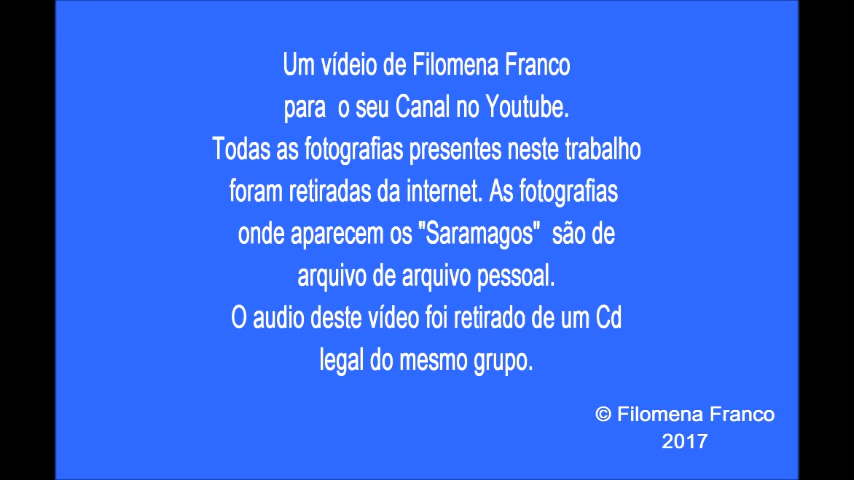 Um vídeio de Filomena Franco
para  o seu Canal no Youtube.
Todas as fotografias presentes neste trabalho
foram retiradas da internet. As fotografias
onde aparecem os "Saramagos"  são de
arquivo de arquivo pessoal.
O audio deste vídeo foi retirado de um Cd
legal do mesmo grupo.
© Filomena Franco
2017